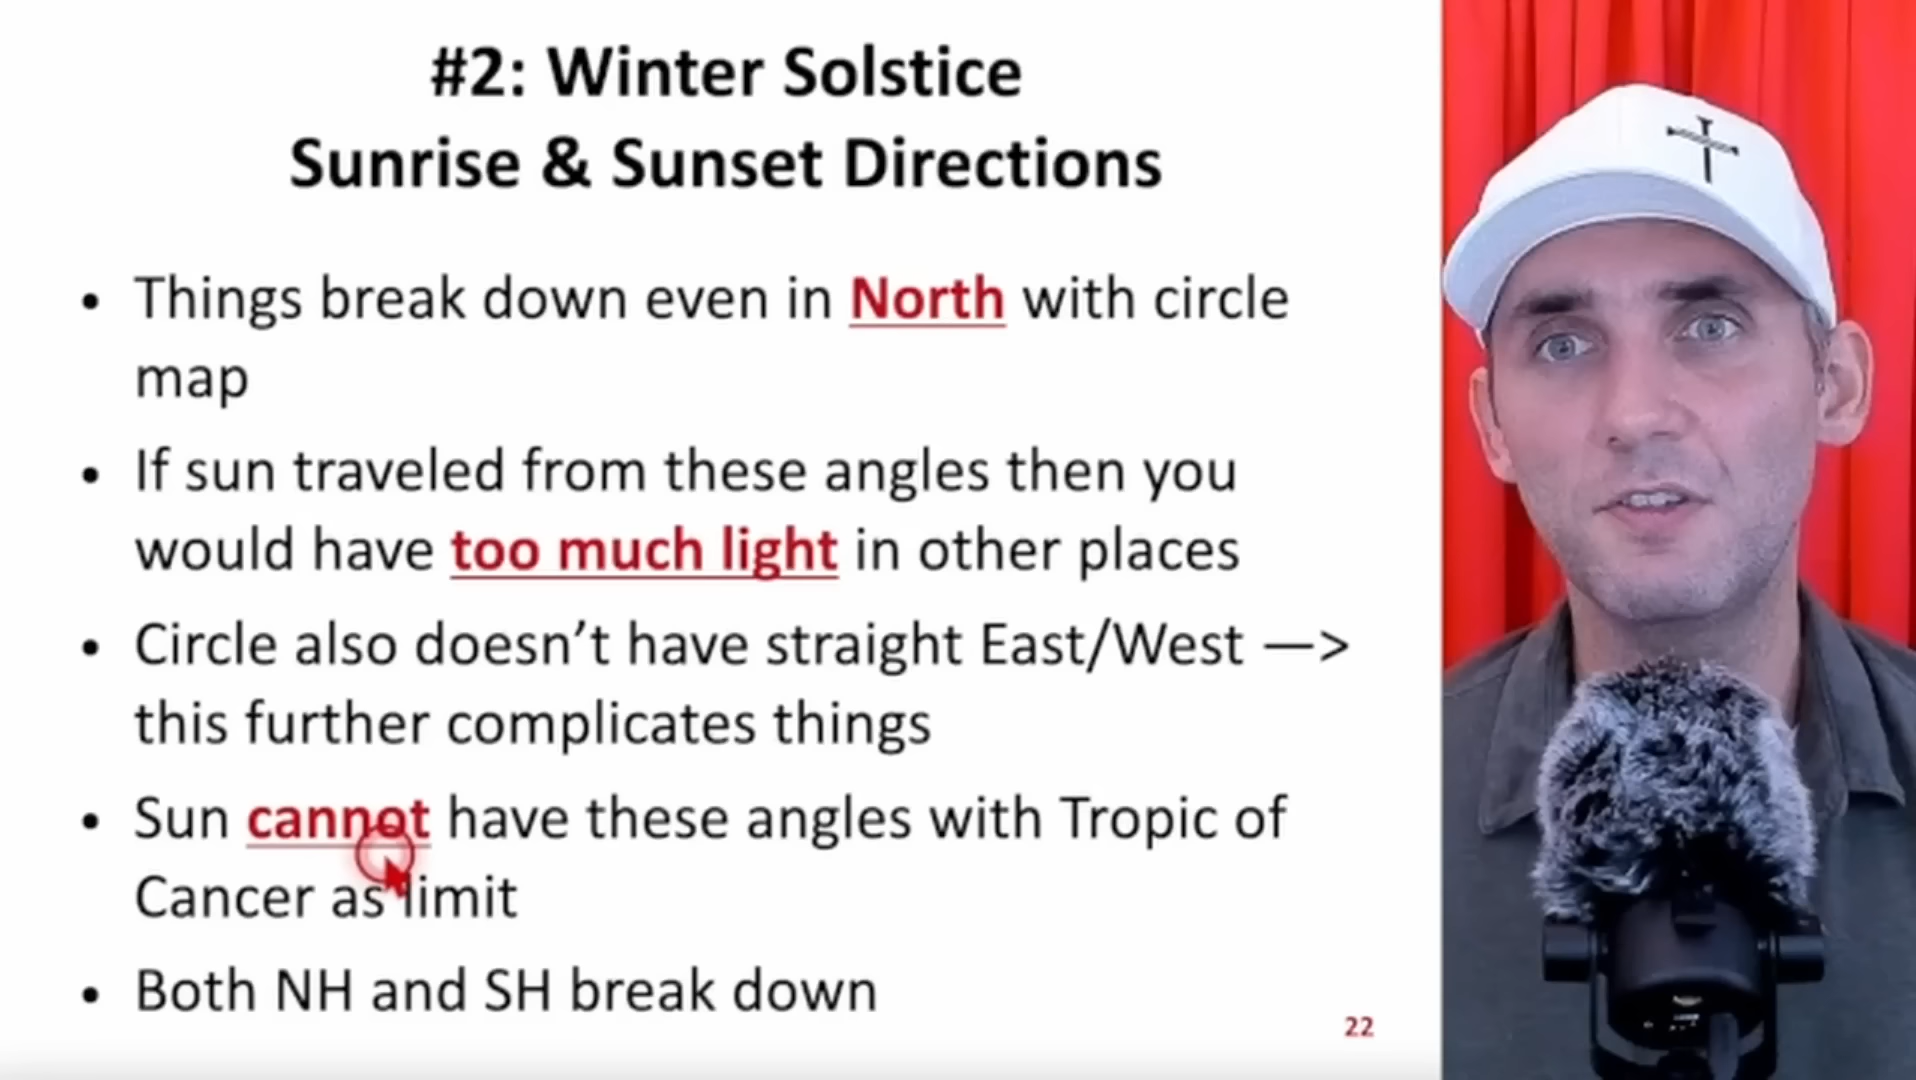 #2: Winter Solstice
Sunrise & Sunset Directions
• Things break down even in North with circle
map
• If sun traveled from these angles then you
would have too much light in other places
• Circle also doesn’t have straight East/West —>
this further complicates things
• Sun cannot have these angles with Tropic of
Cancer as limit
• Both NH and SH break down
22